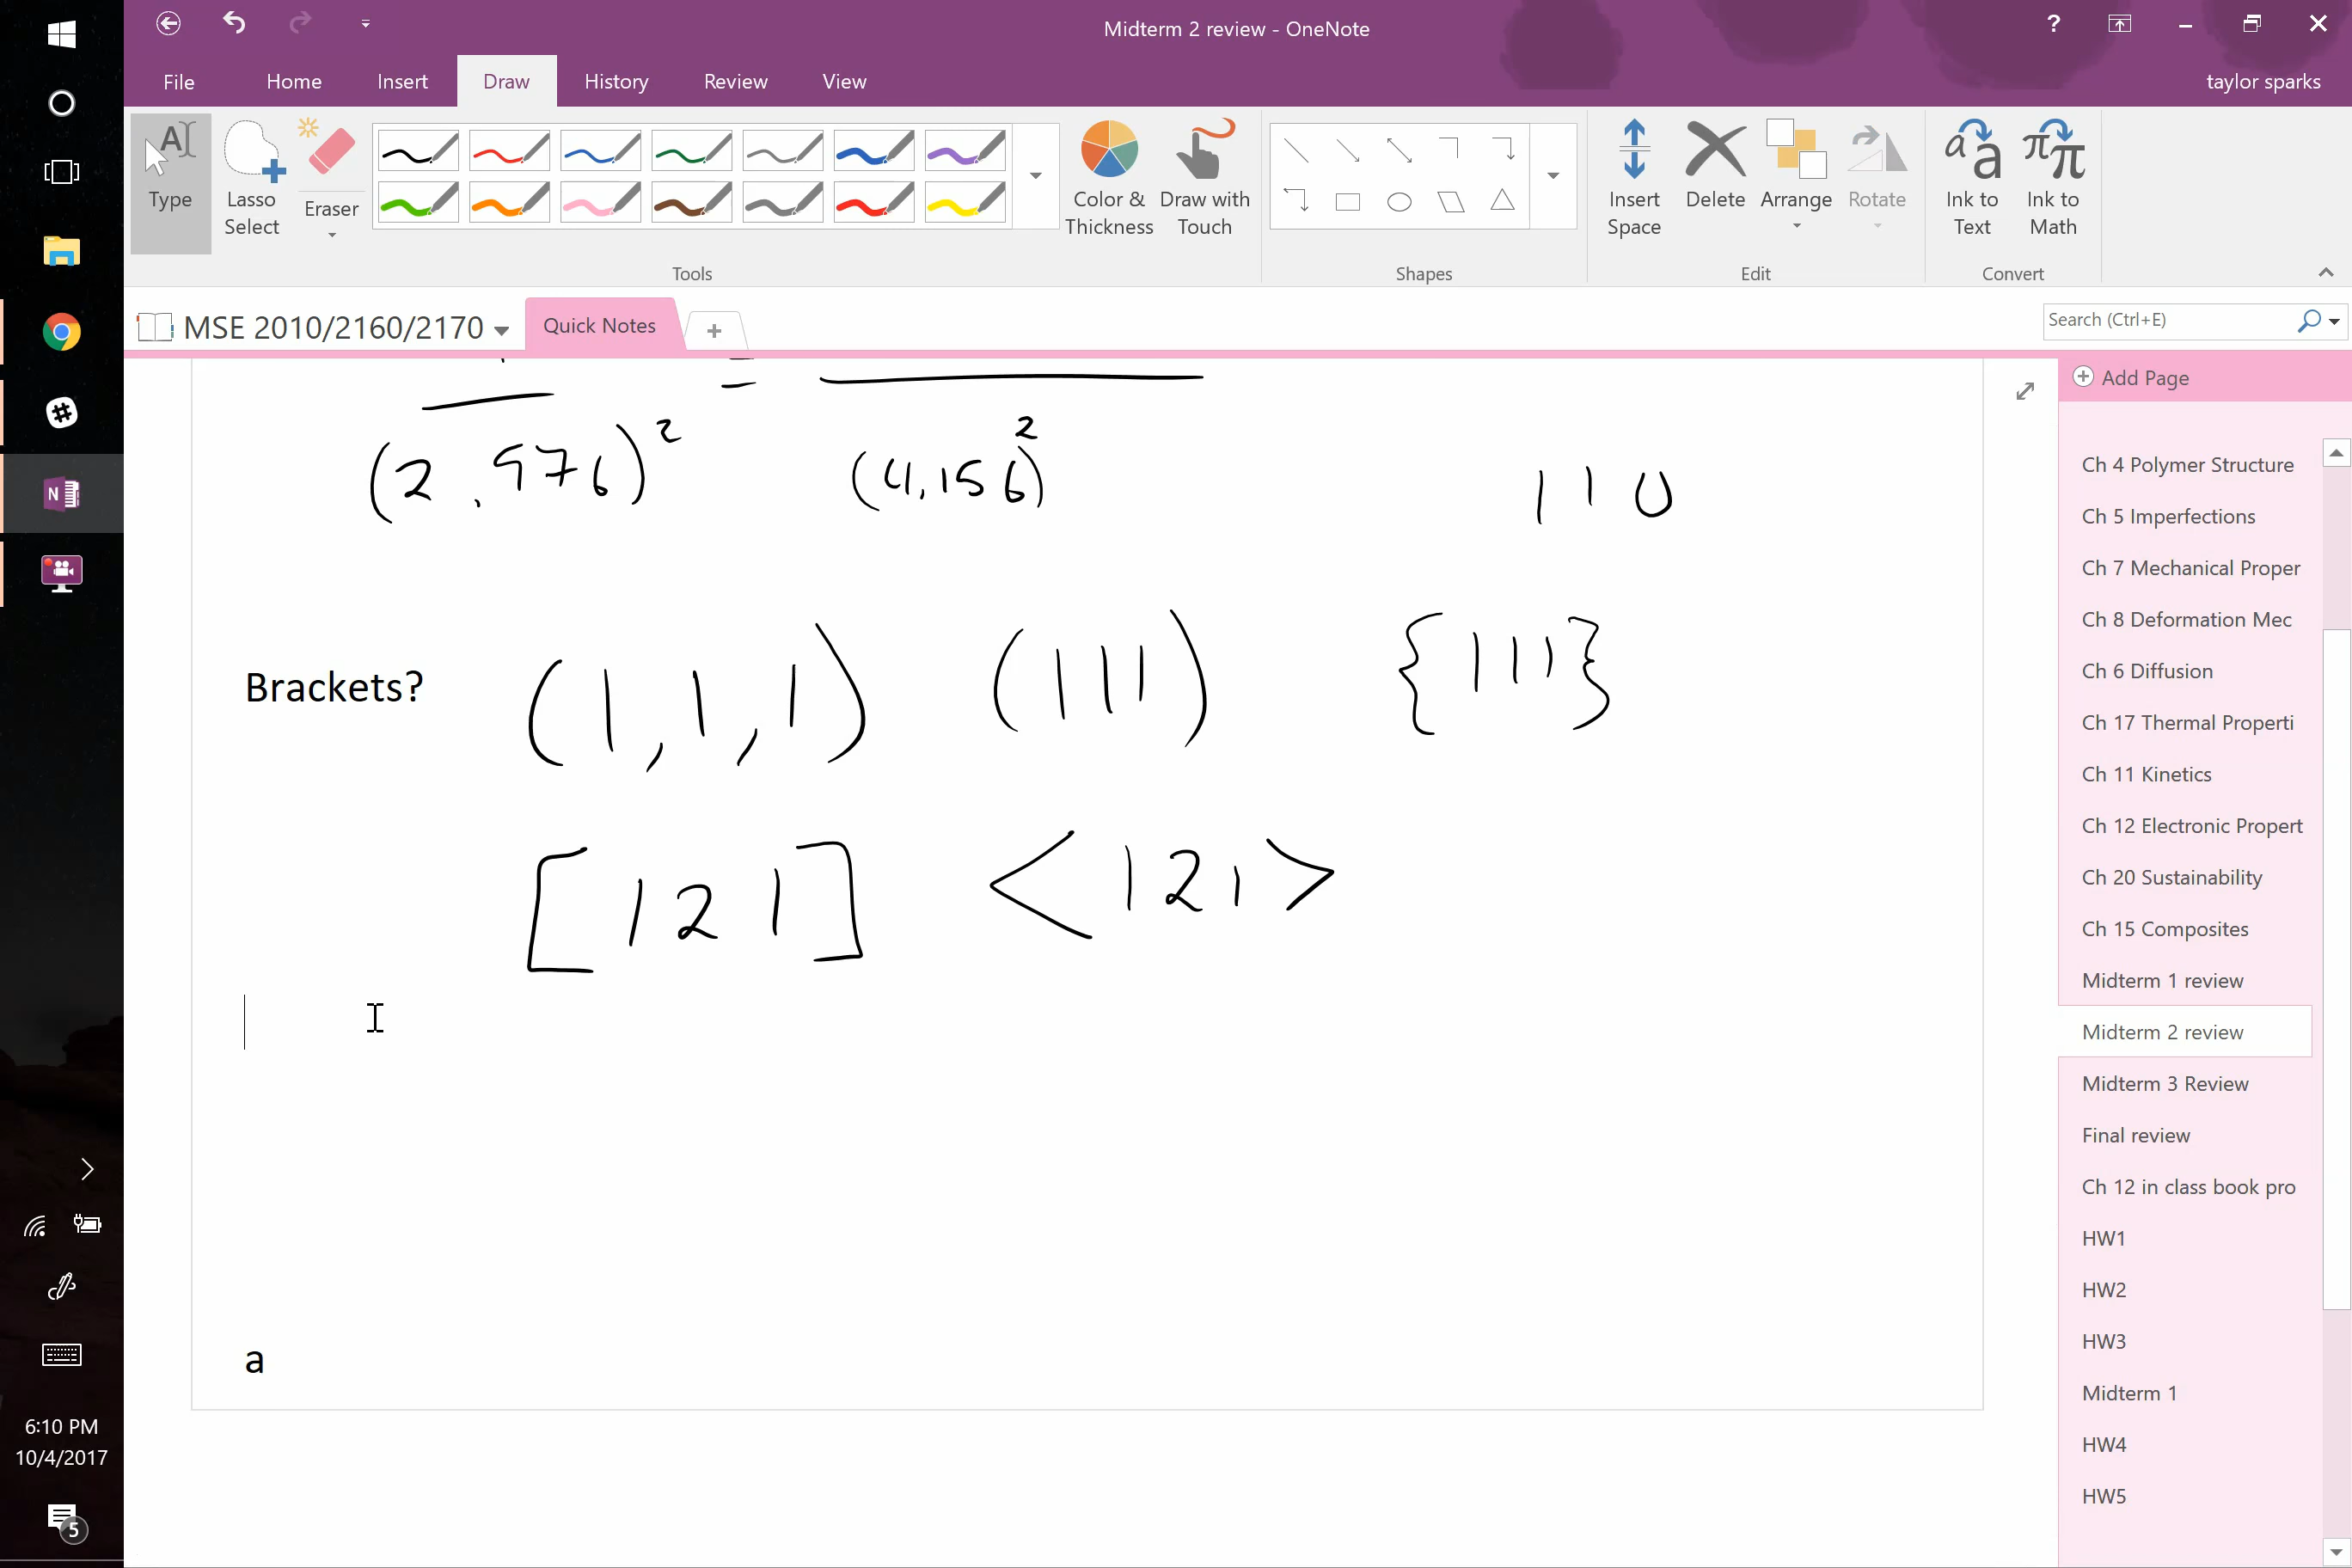 Midterm 2 review - OneNote
?
File Home Insert Draw History Review View
taylor sparks
Type
Lasso Select
Eraser
Color & Thickness
Draw with Touch
Insert Space
Delete
Arrange
Rotate
Ink to Text
Ink to Math
Tools Shapes Edit Convert
MSE 2010/2160/2170
Quick Notes
+
Search (Ctrl+E)
(2.976)² = (4.156)²
110
Brackets? (1,1,1) (111) {111}
[121] <121>
a
Add Page
Ch 4 Polymer Structure
Ch 5 Imperfections
Ch 7 Mechanical Proper
Ch 8 Deformation Mec
Ch 6 Diffusion
Ch 17 Thermal Properti
Ch 11 Kinetics
Ch 12 Electronic Propert
Ch 20 Sustainability
Ch 15 Composites
Midterm 1 review
Midterm 2 review
Midterm 3 Review
Final review
Ch 12 in class book pro
HW1
HW2
HW3
Midterm 1
HW4
HW5
6:10 PM
10/4/2017
5